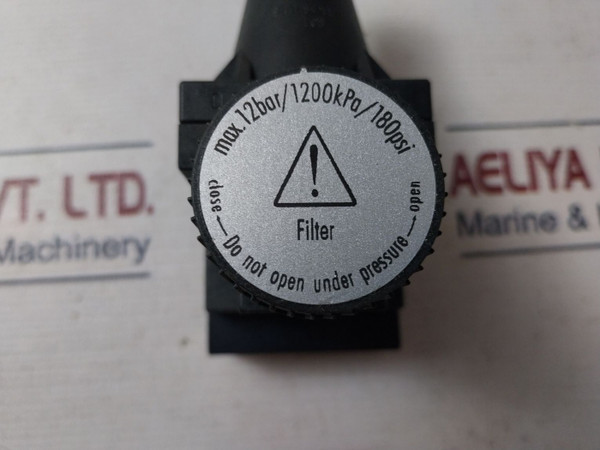 max.12bar/1200kPa/180psi
!
Filter
close — Do not open under pressure — open
VT. LTD.
Machinery
AELIYA
Marine &